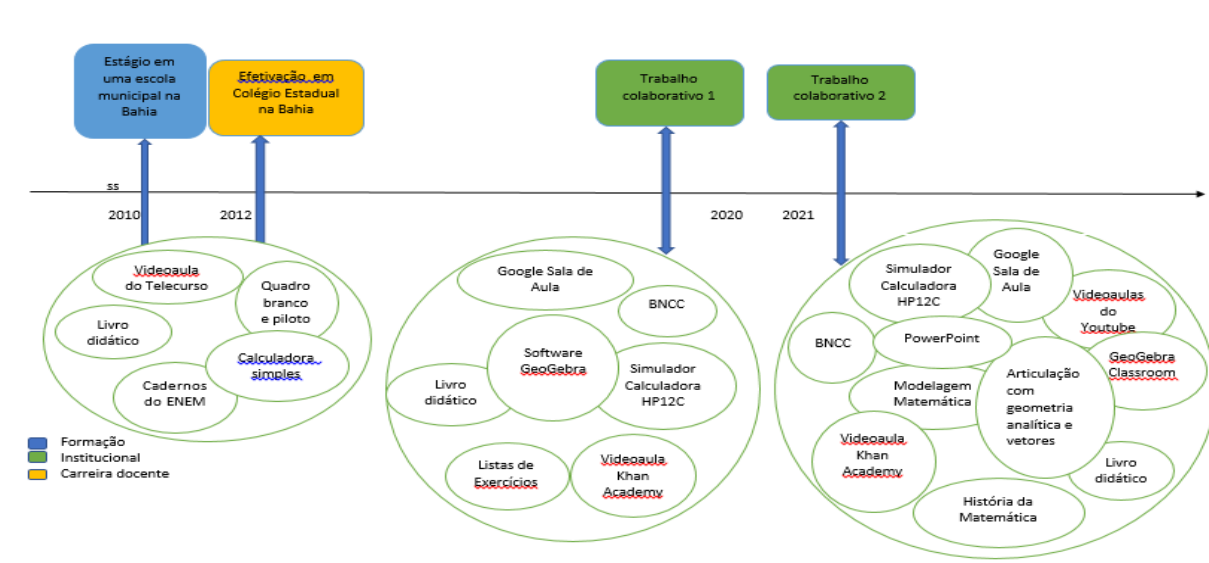 Estágio em
uma escola
municipal na
Bahia
Efetivação em
Colégio Estadual
na Bahia
Trabalho
colaborativo 1
Trabalho
colaborativo 2
ss
2010
2012
2020
2021
Videoaula
do Telecurso
Quadro
branco
e piloto
Livro
didático
Calculadora
simples
Cadernos
do ENEM
Google Sala de
Aula
BNCC
Software
GeoGebra
Livro
didático
Simulador
Calculadora
HP12C
Listas de
Exercícios
Videoaula
Khan
Academy
Simulador
Calculadora
HP12C
Google
Sala de
Aula
Videoaulas
do
Youtube
BNCC
PowerPoint
GeoGebra
Classroom
Modelagem
Matemática
Articulação
com
geometria
analítica e
vetores
Videoaula
Khan
Academy
Livro
didático
História da
Matemática
Formação
Institucional
Carreira docente